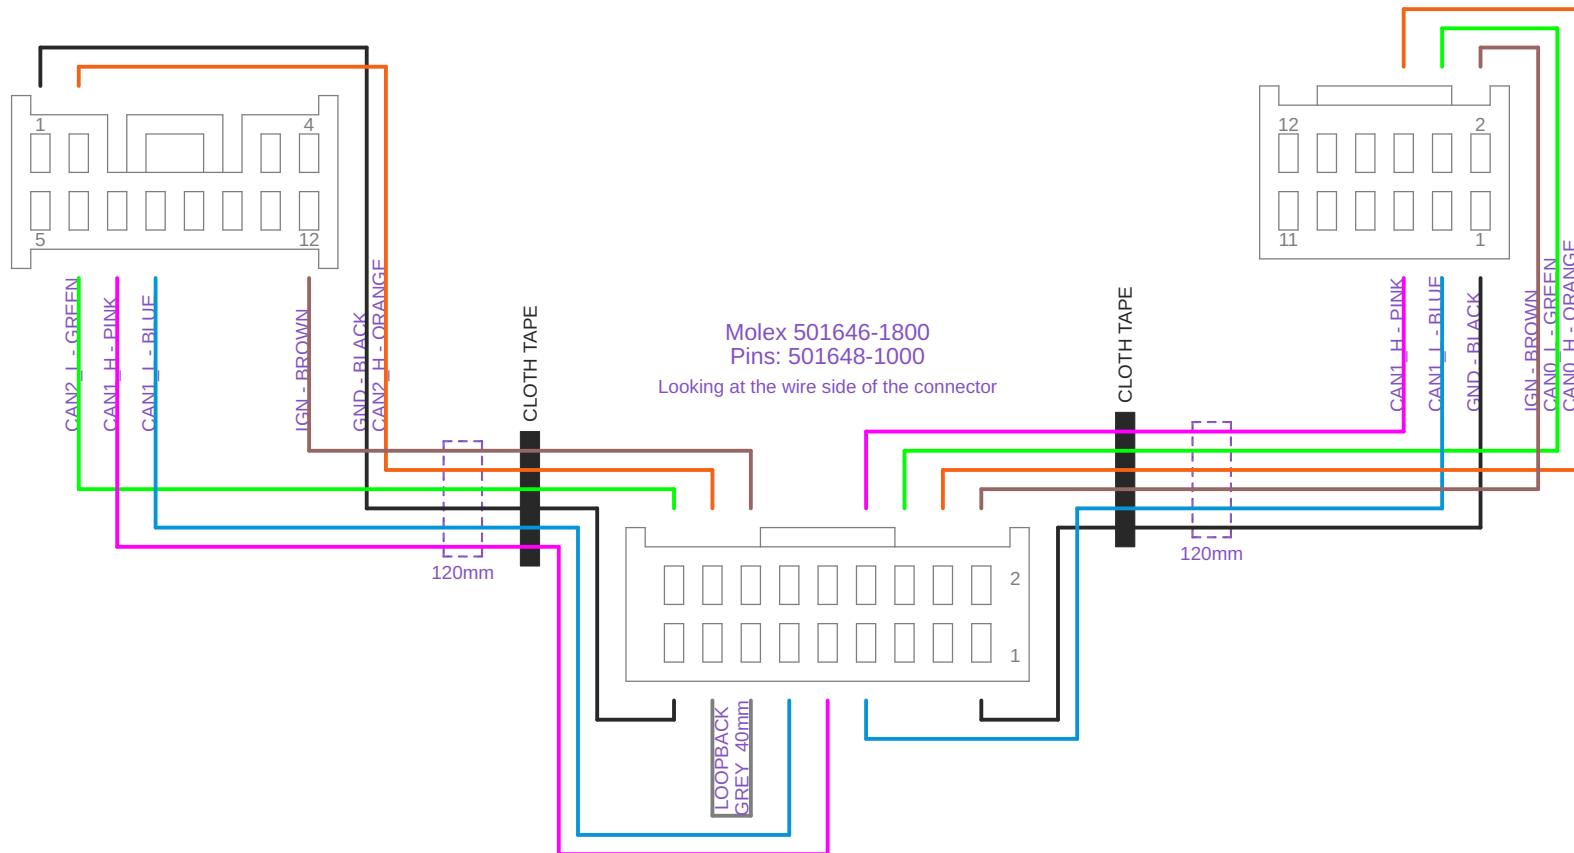 1
4
5
12
CAN2_L - GREEN
CAN1_H - PINK
CAN1_L - BLUE
IGN - BROWN
GND - BLACK
CAN2_H - ORANGE
CLOTH TAPE
120mm
Molex 501646-1800
Pins: 501648-1000
Looking at the wire side of the connector
2
1
LOOPBACK
GREY 40mm
CLOTH TAPE
120mm
12
2
11
1
CAN1_H - PINK
CAN1_L - BLUE
GND - BLACK
IGN - BROWN
CAN0_L - GREEN
CAN0_H - ORANGE